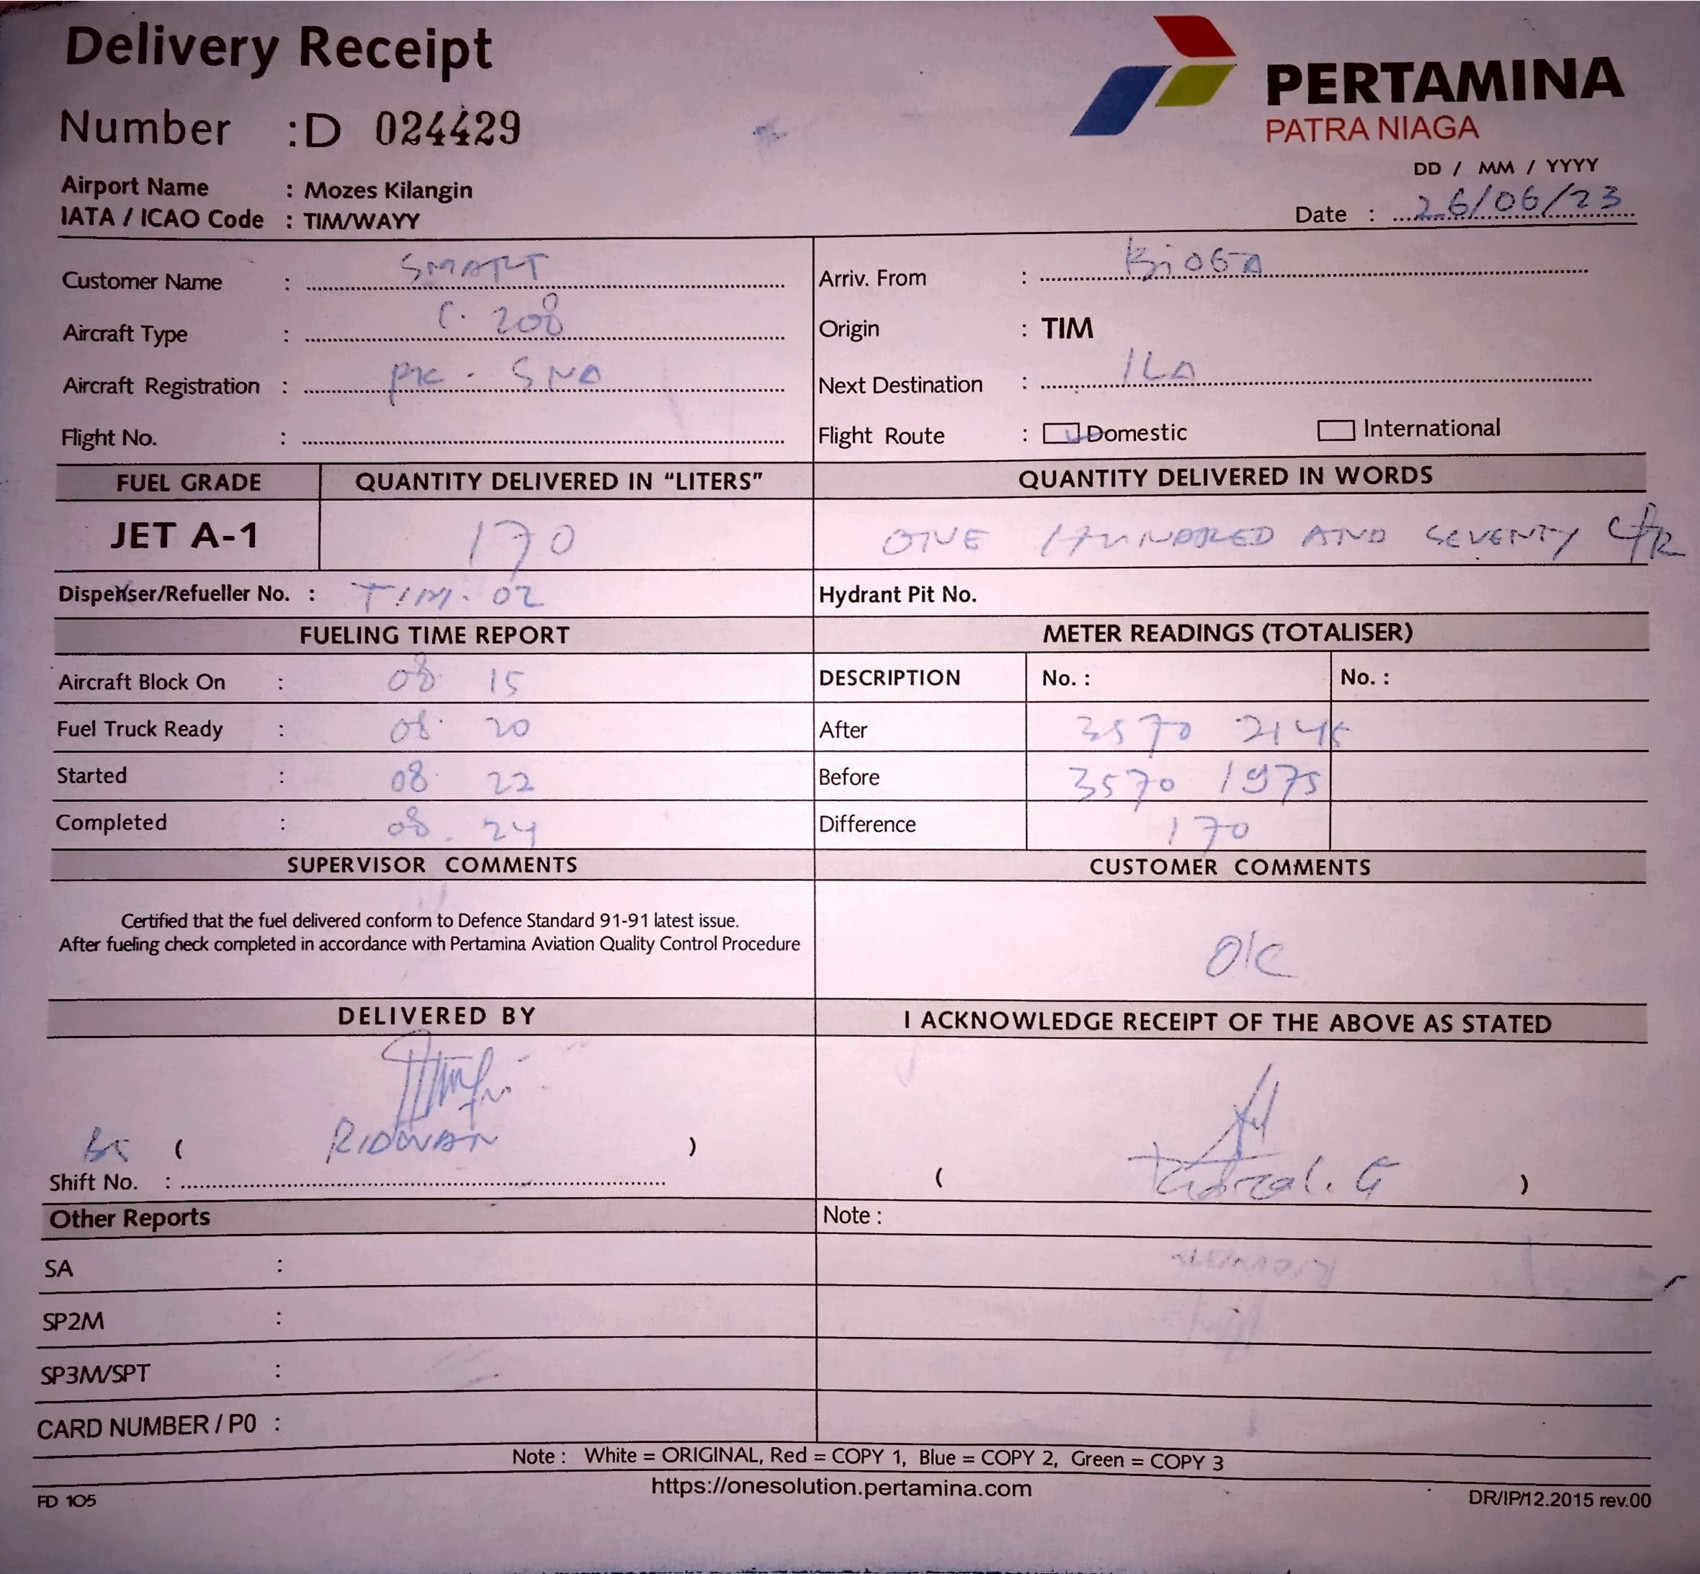 Delivery Receipt
PERTAMINA
PATRA NIAGA
Number :D 024429
DD / MM / YYYY
Date : 26/06/23
Airport Name : Mozes Kilangin
IATA / ICAO Code : TIM/WAYY
Customer Name : SMART
Arriv. From : BiOGA
Aircraft Type : C. 208
Origin : TIM
Aircraft Registration : PK - SNA
Next Destination : ILA
Flight No. :
Flight Route : Domestic International
FUEL GRADE QUANTITY DELIVERED IN “LITERS” QUANTITY DELIVERED IN WORDS
JET A-1 170 ONE HUNDRED AND SEVENTY LTR
Dispenser/Refueller No. : TIM. 02 Hydrant Pit No.
FUELING TIME REPORT METER READINGS (TOTALISER)
Aircraft Block On : 08 15 DESCRIPTION No. : No. :
Fuel Truck Ready : 08. 20 After 3570 2145
Started : 08. 22 Before 3570 1975
Completed : 08. 24 Difference 170
SUPERVISOR COMMENTS CUSTOMER COMMENTS
Certified that the fuel delivered conform to Defence Standard 91-91 latest issue.
After fueling check completed in accordance with Pertamina Aviation Quality Control Procedure
OK
DELIVERED BY I ACKNOWLEDGE RECEIPT OF THE ABOVE AS STATED
( RIDWAN )
Shift No. :
( )
Other Reports Note :
SA :
SP2M :
SP3M/SPT :
CARD NUMBER / P0 :
Note : White = ORIGINAL, Red = COPY 1, Blue = COPY 2, Green = COPY 3
https://onesolution.pertamina.com
FD 105 DR/IP/12.2015 rev.00